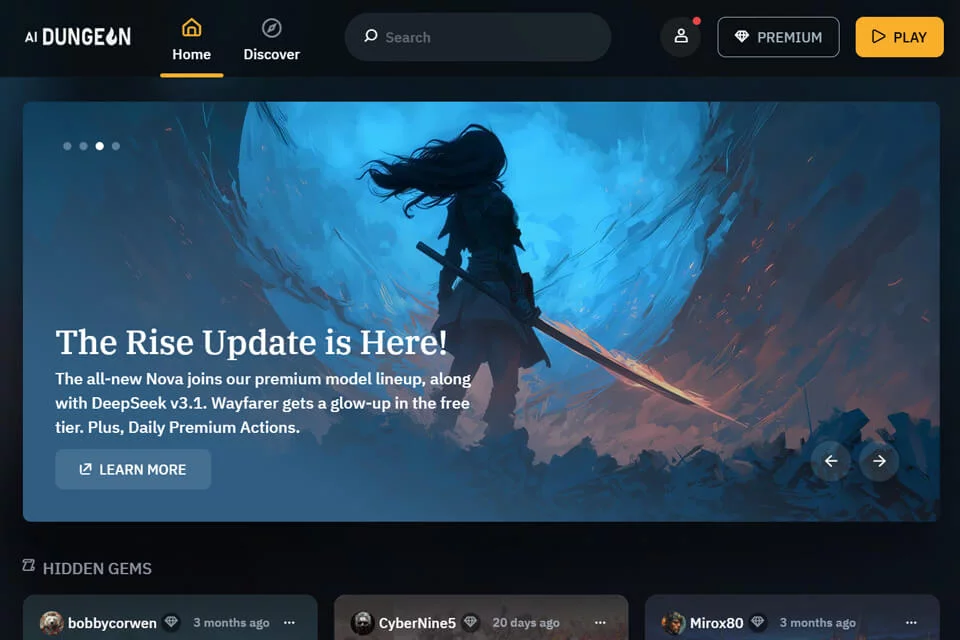 AI DUNGEON
Home
Discover
Search
PREMIUM
PLAY
The Rise Update is Here!
The all-new Nova joins our premium model lineup, along
with DeepSeek v3.1. Wayfarer gets a glow-up in the free
tier. Plus, Daily Premium Actions.
LEARN MORE
HIDDEN GEMS
bobbycorwen 3 months ago
CyberNine5 20 days ago
Mirox80 3 months ago